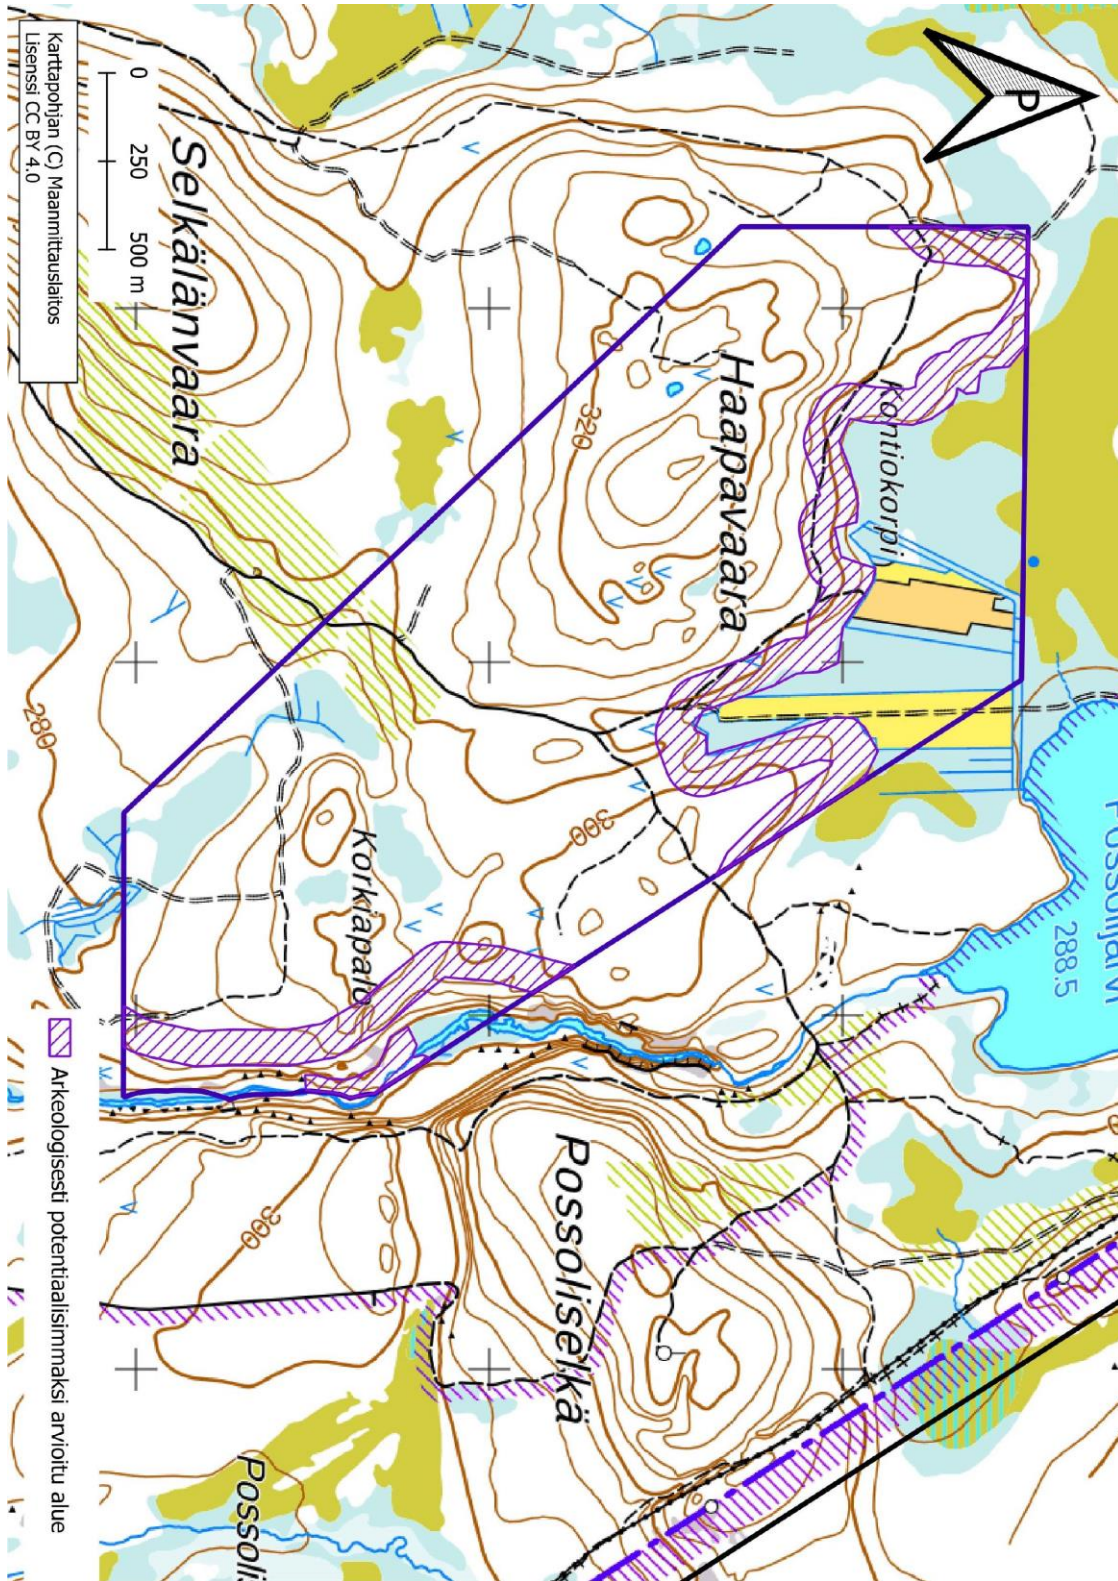 P
Possolijärvi
288.5
Kontiokorpi
Haapavaara
320
300
Korkiapalo
Selkälänvaara
280
Possoliselkä
300
0 250 500 m
Karttapohjan (C) Maanmittauslaitos
Lisenssi CC BY 4.0
Arkeologisesti potentiaalisimmaksi arvioitu alue